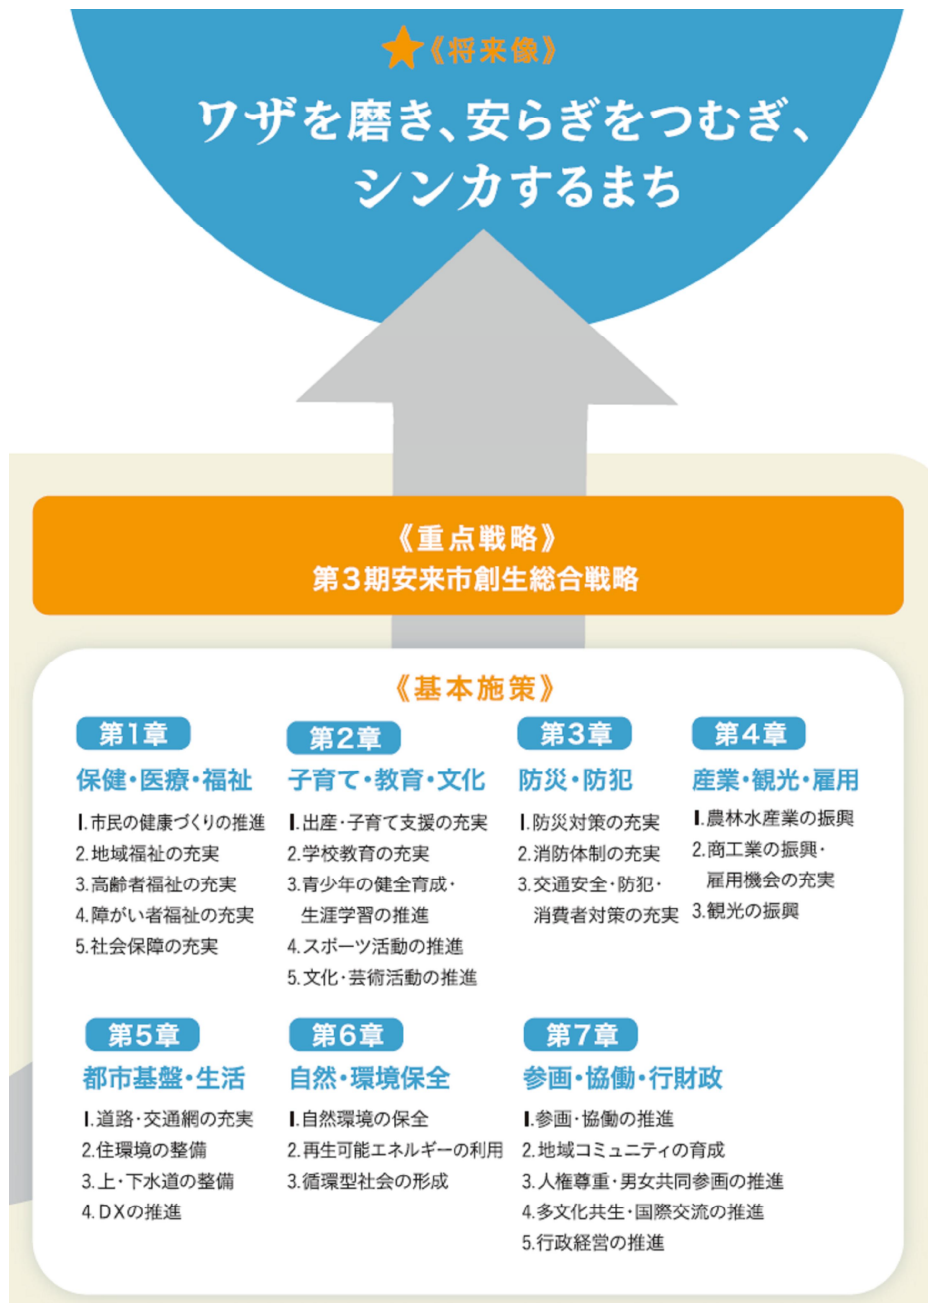 ★《将来像》
ワザを磨き、安らぎをつむぎ、
シンカするまち
《重点戦略》
第3期安来市創生総合戦略
《基本施策》
第1章
保健・医療・福祉
1.市民の健康づくりの推進
2.地域福祉の充実
3.高齢者福祉の充実
4.障がい者福祉の充実
5.社会保障の充実
第2章
子育て・教育・文化
1.出産・子育て支援の充実
2.学校教育の充実
3.青少年の健全育成・
生涯学習の推進
4.スポーツ活動の推進
5.文化・芸術活動の推進
第3章
防災・防犯
1.防災対策の充実
2.消防体制の充実
3.交通安全・防犯・
消費者対策の充実
第4章
産業・観光・雇用
1.農林水産業の振興
2.商工業の振興・
雇用機会の充実
3.観光の振興
第5章
都市基盤・生活
1.道路・交通網の充実
2.住環境の整備
3.上・下水道の整備
4.DXの推進
第6章
自然・環境保全
1.自然環境の保全
2.再生可能エネルギーの利用
3.循環型社会の形成
第7章
参画・協働・行財政
1.参画・協働の推進
2.地域コミュニティの育成
3.人権尊重・男女共同参画の推進
4.多文化共生・国際交流の推進
5.行政経営の推進